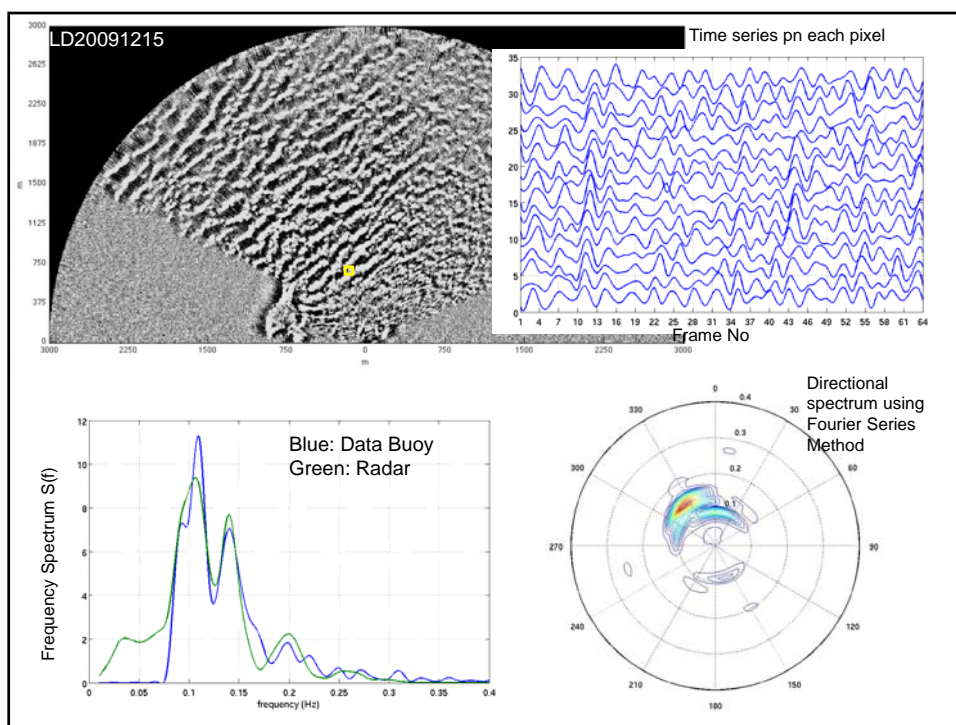 LD20091215
3000
2625
2250
1875
1500
1125
750
375
0
m
3000 2250 1500 750 0 750 1500 2250 3000
m
Time series pn each pixel
35
30
25
20
15
10
5
0
1 4 7 10 13 16 19 22 25 28 31 34 37 40 43 46 49 52 55 58 61 64
Frame No
Frequency Spectrum S(f)
12
10
8
6
4
2
0
0 0.05 0.1 0.15 0.2 0.25 0.3 0.35 0.4
frequency (Hz)
Blue: Data Buoy
Green: Radar
Directional
spectrum using
Fourier Series
Method
0
30
60
90
120
150
180
210
240
270
300
330
0.4
0.3
0.2
0.1